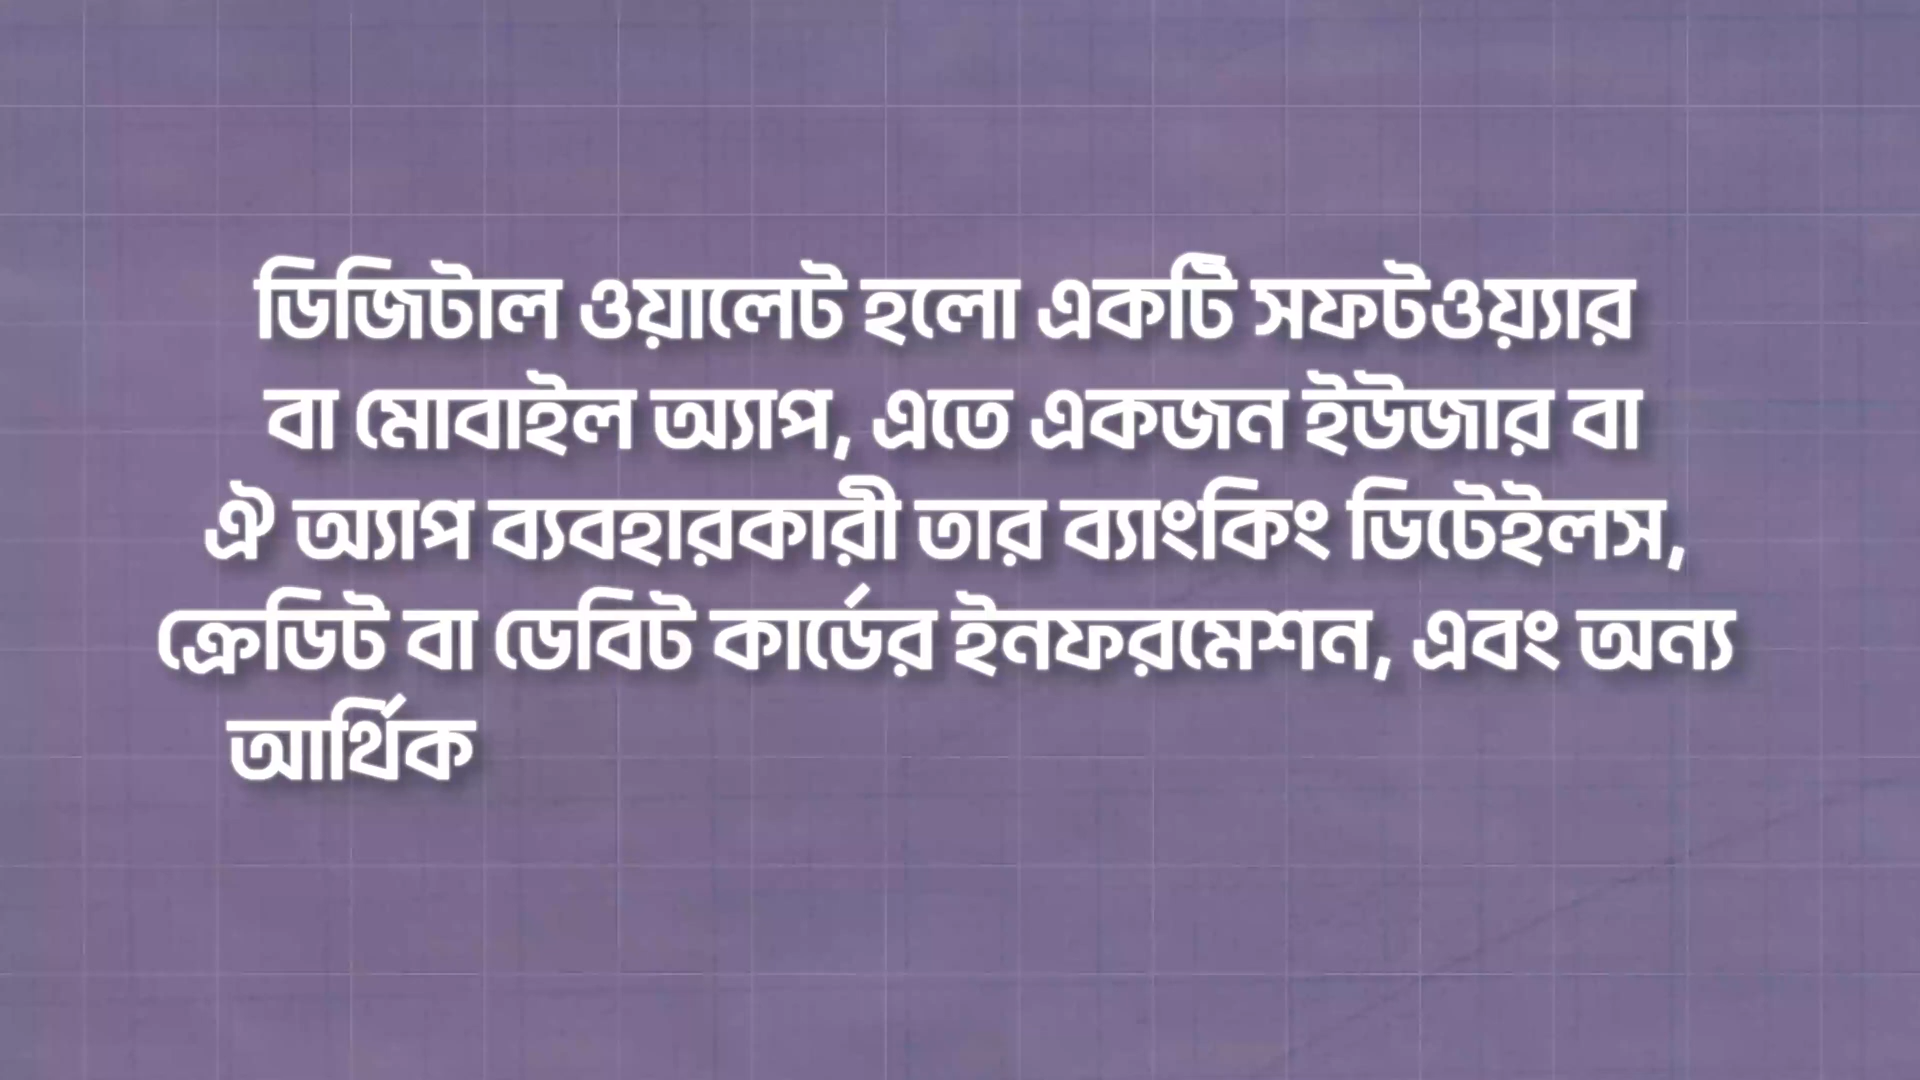 ডিজিটাল ওয়ালেট হলো একটি সফটওয়্যার
বা মোবাইল অ্যাপ, এতে একজন ইউজার বা
ঐ অ্যাপ ব্যবহারকারী তার ব্যাংকিং ডিটেইলস,
ক্রেডিট বা ডেবিট কার্ডের ইনফরমেশন, এবং অন্য
আর্থিক